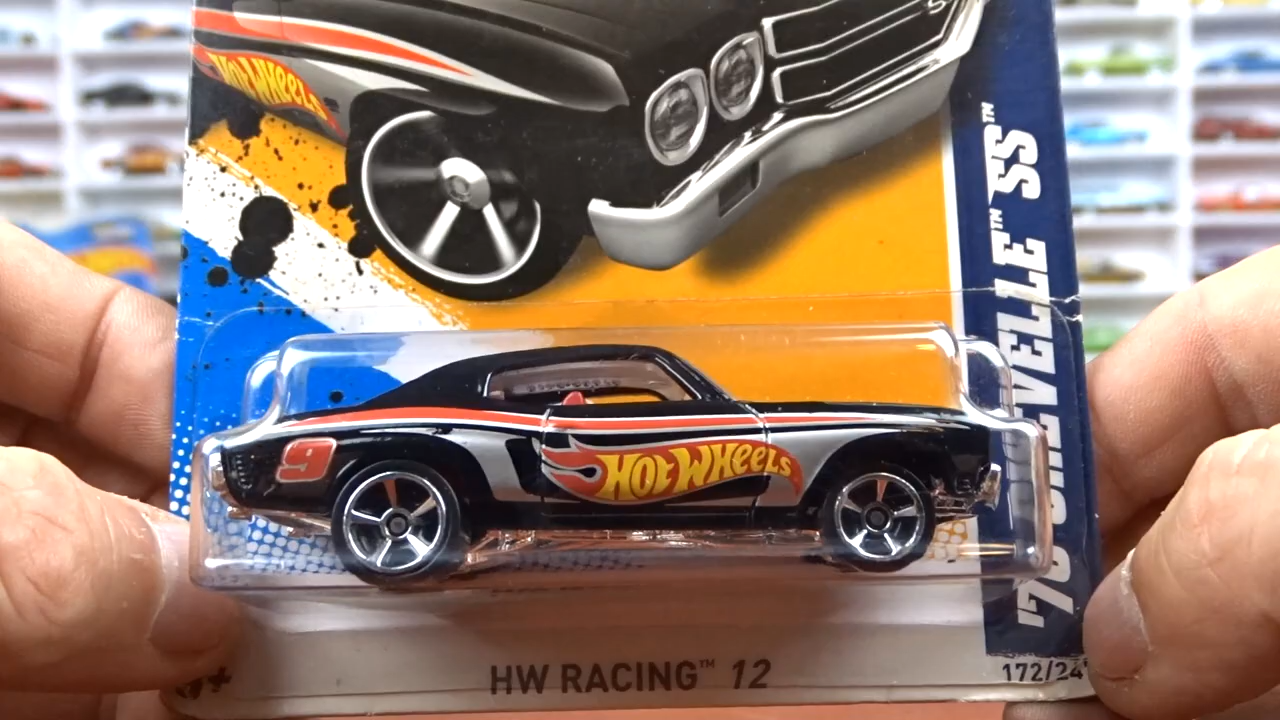 HOT WHEELS
'70 CHEVELLE™ SS™
9
HOT WHEELS
HW RACING™ 12
172/24